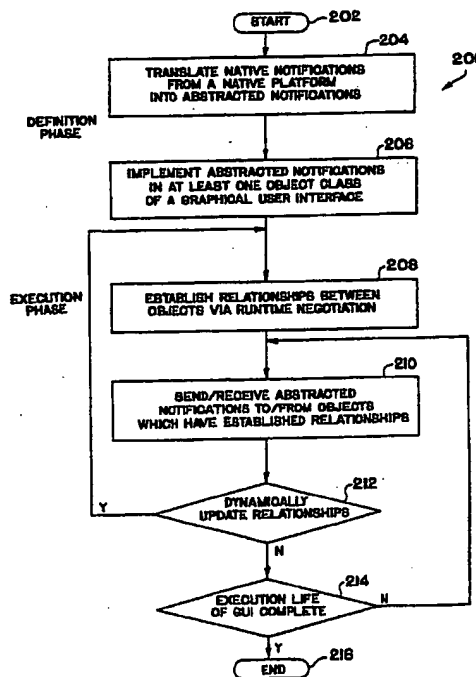 START
202
204
TRANSLATE NATIVE NOTIFICATIONS
FROM A NATIVE PLATFORM
INTO ABSTRACTED NOTIFICATIONS
DEFINITION
PHASE
206
IMPLEMENT ABSTRACTED NOTIFICATIONS
IN AT LEAST ONE OBJECT CLASS
OF A GRAPHICAL USER INTERFACE
EXECUTION
PHASE
208
ESTABLISH RELATIONSHIPS BETWEEN
OBJECTS VIA RUNTIME NEGOTIATION
210
SEND/RECEIVE ABSTRACTED
NOTIFICATIONS TO/FROM OBJECTS
WHICH HAVE ESTABLISHED RELATIONSHIPS
212
Y
DYNAMICALLY
UPDATE RELATIONSHIPS
N
214
EXECUTION LIFE
OF GUI COMPLETE
N
Y
END
216